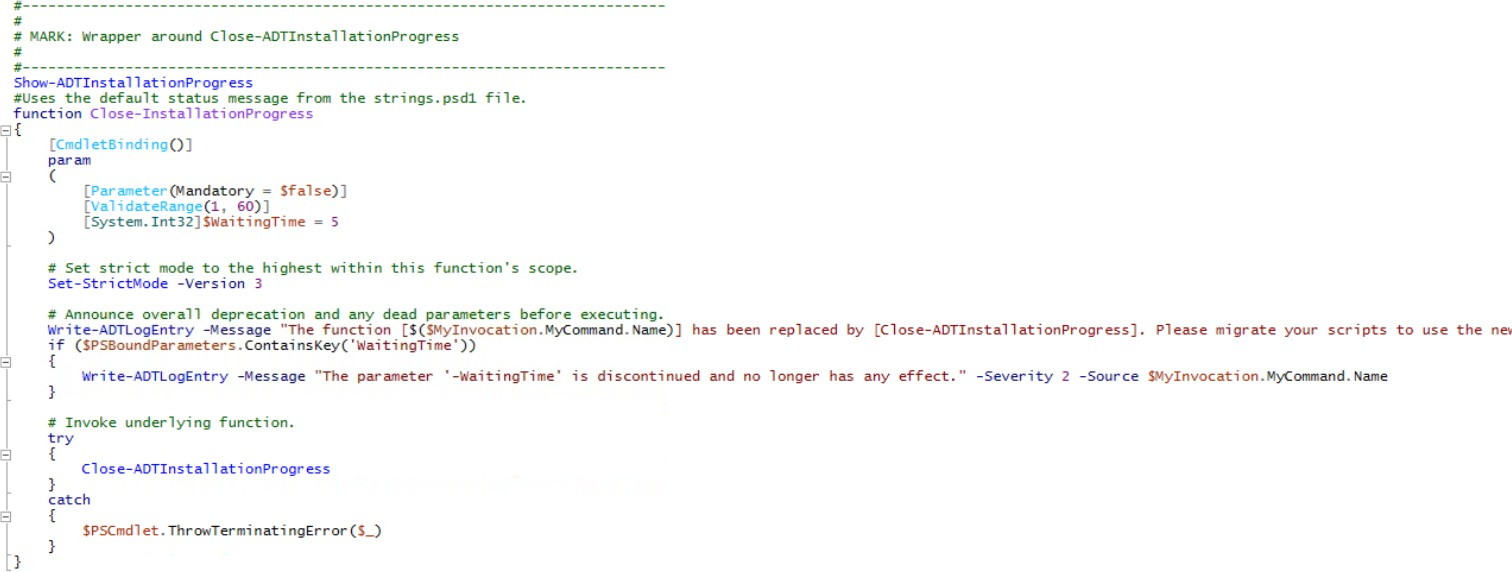 #---------------------------------------------------------------------------
#
# MARK: Wrapper around Close-ADTInstallationProgress
#
#---------------------------------------------------------------------------
Show-ADTInstallationProgress
#Uses the default status message from the strings.psd1 file.
function Close-InstallationProgress
{
    [CmdletBinding()]
    param
    (
        [Parameter(Mandatory = $false)]
        [ValidateRange(1, 60)]
        [System.Int32]$WaitingTime = 5
    )
    # Set strict mode to the highest within this function's scope.
    Set-StrictMode -Version 3
    # Announce overall deprecation and any dead parameters before executing.
    Write-ADTLogEntry -Message "The function [$($MyInvocation.MyCommand.Name)] has been replaced by [Close-ADTInstallationProgress]. Please migrate your scripts to use the
    if ($PSBoundParameters.ContainsKey('WaitingTime'))
    {
        Write-ADTLogEntry -Message "The parameter '-WaitingTime' is discontinued and no longer has any effect." -Severity 2 -Source $MyInvocation.MyCommand.Name
    }
    # Invoke underlying function.
    try
    {
        Close-ADTInstallationProgress
    }
    catch
    {
        $PSCmdlet.ThrowTerminatingError($_)
    }
}